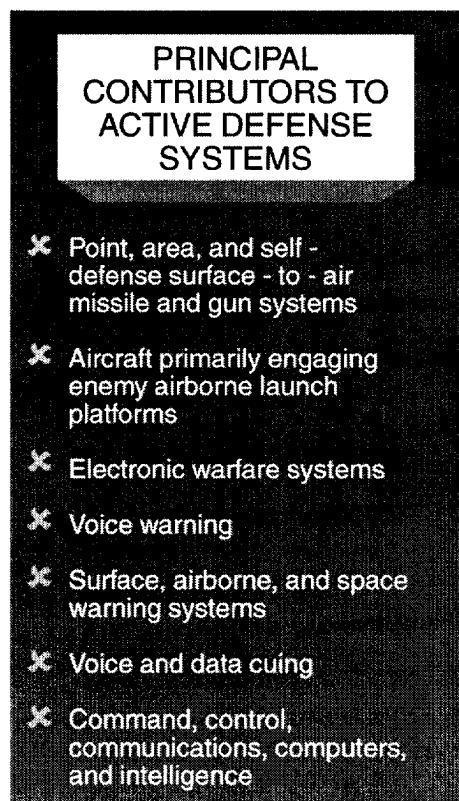 PRINCIPAL
CONTRIBUTORS TO
ACTIVE DEFENSE
SYSTEMS
Point, area, and self -
defense surface - to - air
missile and gun systems
Aircraft primarily engaging
enemy airborne launch
platforms
Electronic warfare systems
Voice warning
Surface, airborne, and space
warning systems
Voice and data cuing
Command, control,
communications, computers,
and intelligence